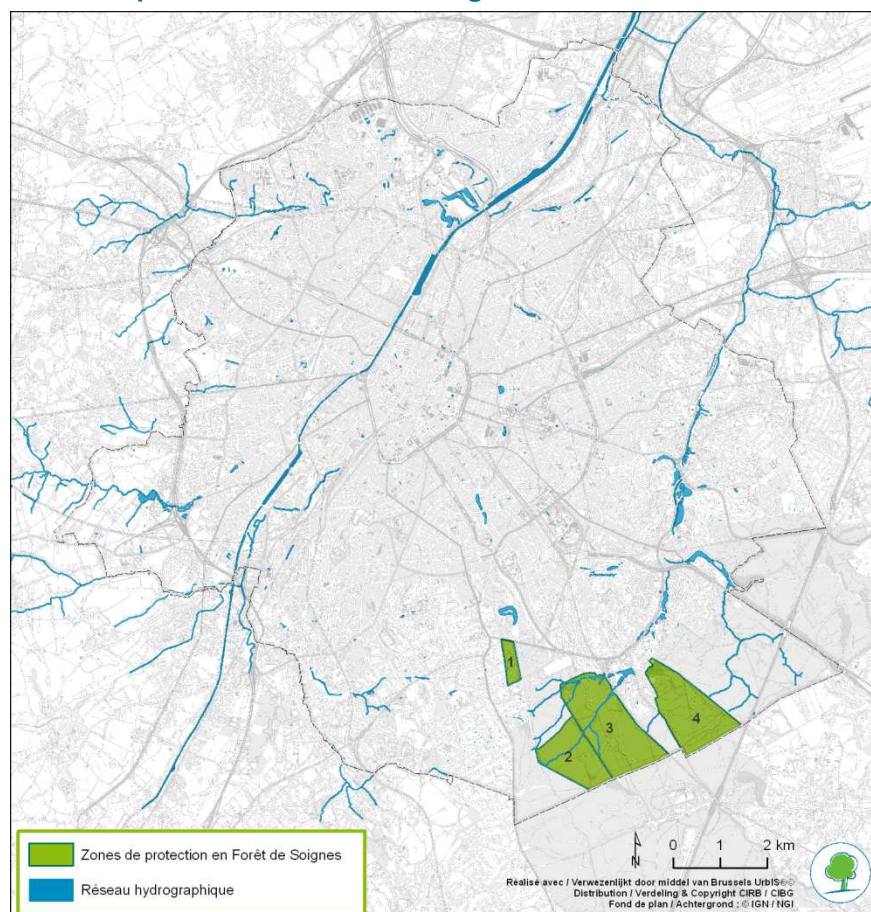 1
2
3
4
N
0 1 2 km
Zones de protection en Forêt de Soignes
Réseau hydrographique
Réalisé avec / Verwezenlijkt door middel van Brussels UrbIS®©
Distribution / Verdeling & Copyright CIRB / CIBG
Fond de plan / Achtergrond : © IGN / NGI